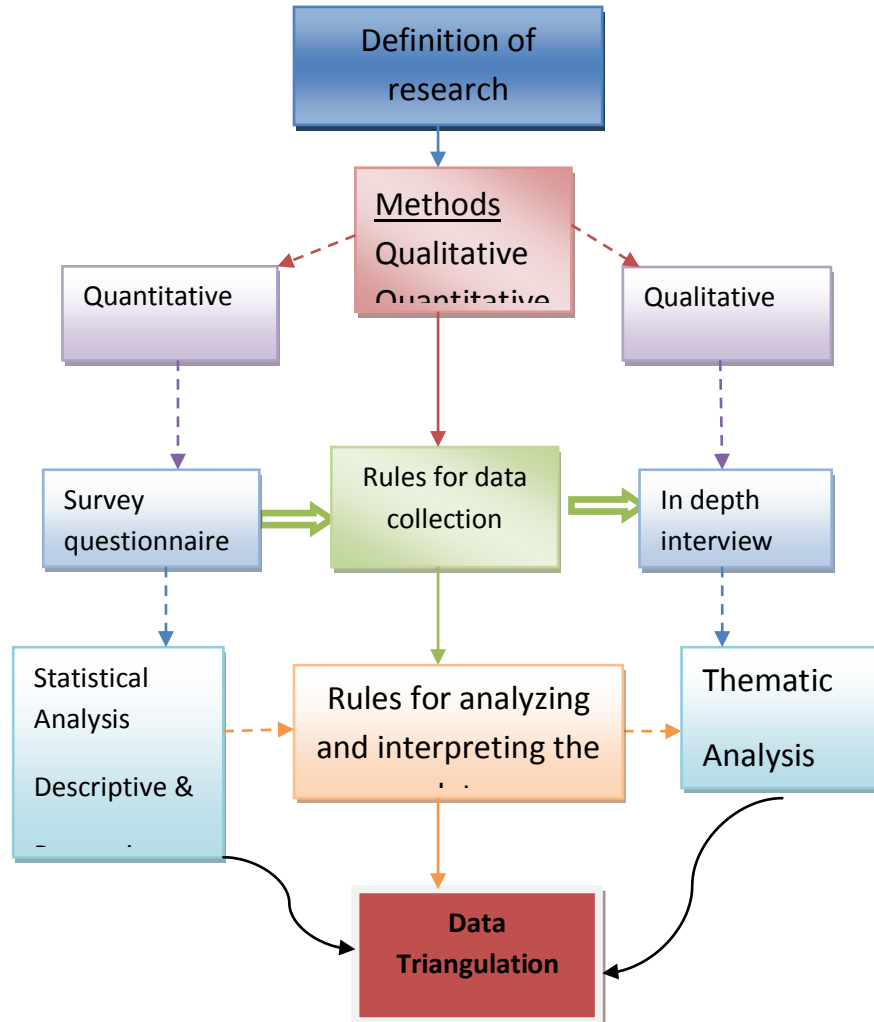 Definition of
research
Methods
Qualitative
Quantitative
Quantitative
Qualitative
Survey
questionnaire
Rules for data
collection
In depth
interview
Statistical
Analysis
Descriptive &
Rules for analyzing
and interpreting the
Thematic
Analysis
Data
Triangulation